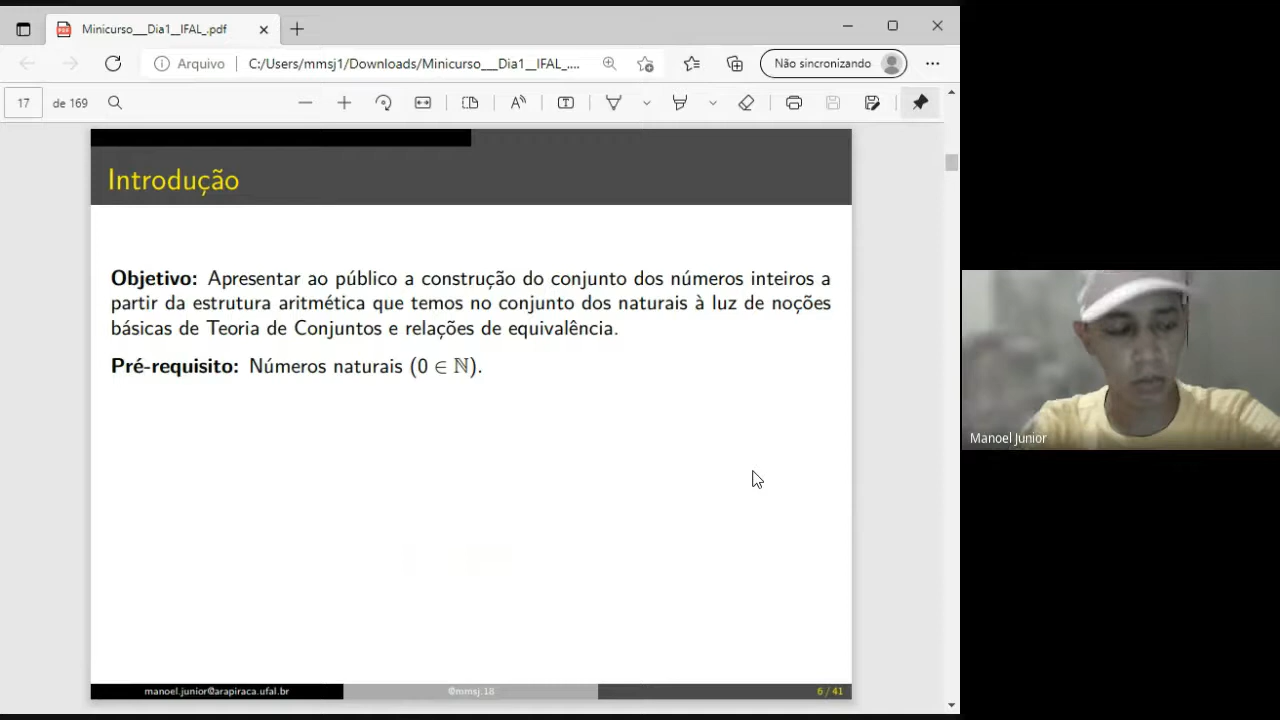 Minicurso__Dia1__IFAL_.pdf
Arquivo
C:/Users/mmsj1/Downloads/Minicurso__Dia1__IFAL_....
Não sincronizando
17 de 169
Introdução
Objetivo: Apresentar ao público a construção do conjunto dos números inteiros a
partir da estrutura aritmética que temos no conjunto dos naturais à luz de noções
básicas de Teoria de Conjuntos e relações de equivalência.
Pré-requisito: Números naturais (0 ∈ ℕ).
manoel.junior@arapiraca.ufal.br
@mmsj.18
6 / 41
Manoel Junior